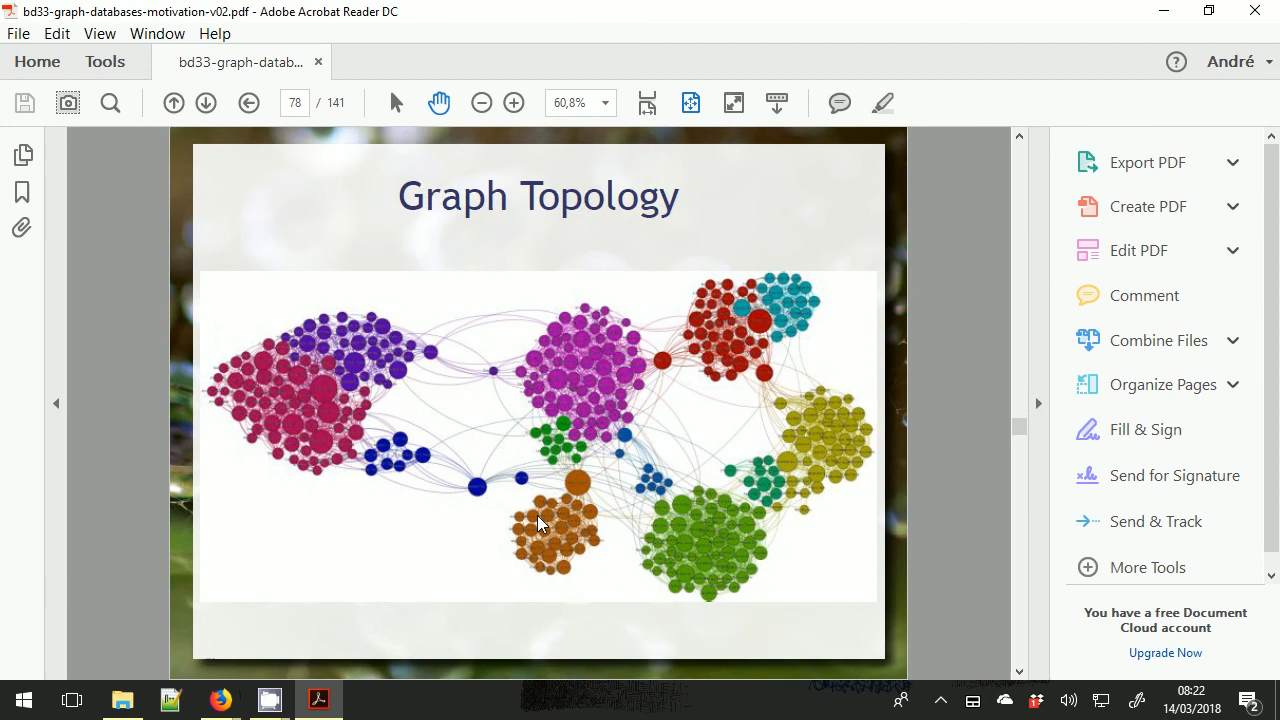 bd33-graph-databases-motivation-v02.pdf - Adobe Acrobat Reader DC
File Edit View Window Help
Home Tools bd33-graph-datab... × André
78 / 141 60,8%
Graph Topology
Export PDF
Create PDF
Edit PDF
Comment
Combine Files
Organize Pages
Fill & Sign
Send for Signature
Send & Track
More Tools
You have a free Document
Cloud account
Upgrade Now
08:22
14/03/2018
2